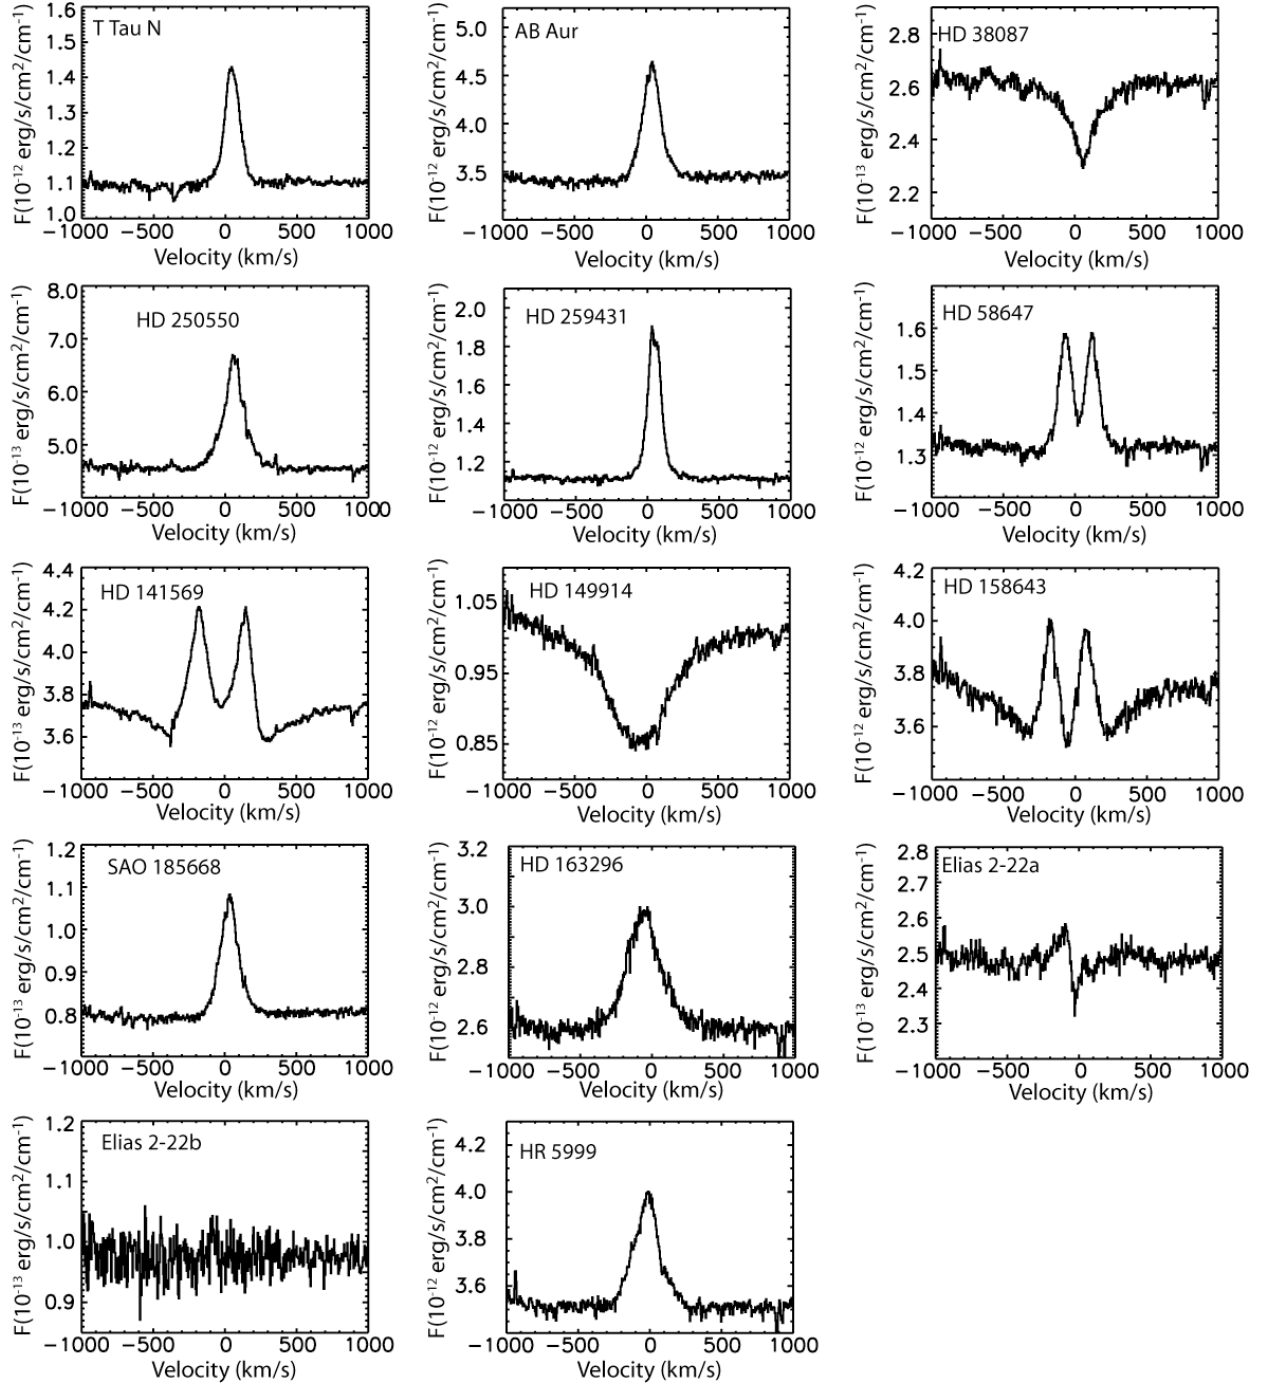 T Tau N
F(10⁻¹² erg/s/cm²/cm⁻¹)
1.6
1.5
1.4
1.3
1.2
1.1
1.0
−1000 −500 0 500 1000
Velocity (km/s)
AB Aur
F(10⁻¹² erg/s/cm²/cm⁻¹)
5.0
4.5
4.0
3.5
−1000 −500 0 500 1000
Velocity (km/s)
HD 38087
F(10⁻¹³ erg/s/cm²/cm⁻¹)
2.8
2.6
2.4
2.2
−1000 −500 0 500 1000
Velocity (km/s)
HD 250550
F(10⁻¹³ erg/s/cm²/cm⁻¹)
8.0
7.0
6.0
5.0
−1000 −500 0 500 1000
Velocity (km/s)
HD 259431
F(10⁻¹² erg/s/cm²/cm⁻¹)
2.0
1.8
1.6
1.4
1.2
−1000 −500 0 500 1000
Velocity (km/s)
HD 58647
F(10⁻¹² erg/s/cm²/cm⁻¹)
1.6
1.5
1.4
1.3
−1000 −500 0 500 1000
Velocity (km/s)
HD 141569
F(10⁻¹³ erg/s/cm²/cm⁻¹)
4.4
4.2
4.0
3.8
3.6
−1000 −500 0 500 1000
Velocity (km/s)
HD 149914
F(10⁻¹² erg/s/cm²/cm⁻¹)
1.05
0.95
0.85
−1000 −500 0 500 1000
Velocity (km/s)
HD 158643
F(10⁻¹² erg/s/cm²/cm⁻¹)
4.2
4.0
3.8
3.6
−1000 −500 0 500 1000
Velocity (km/s)
SAO 185668
F(10⁻¹³ erg/s/cm²/cm⁻¹)
1.2
1.1
1.0
0.9
0.8
−1000 −500 0 500 1000
Velocity (km/s)
HD 163296
F(10⁻¹² erg/s/cm²/cm⁻¹)
3.2
3.0
2.8
2.6
−1000 −500 0 500 1000
Velocity (km/s)
Elias 2-22a
F(10⁻¹³ erg/s/cm²/cm⁻¹)
2.8
2.7
2.6
2.5
2.4
2.3
−1000 −500 0 500 1000
Velocity (km/s)
Elias 2-22b
F(10⁻¹³ erg/s/cm²/cm⁻¹)
1.2
1.1
1.0
0.9
−1000 −500 0 500 1000
Velocity (km/s)
HR 5999
F(10⁻¹² erg/s/cm²/cm⁻¹)
4.2
4.0
3.8
3.6
−1000 −500 0 500 1000
Velocity (km/s)